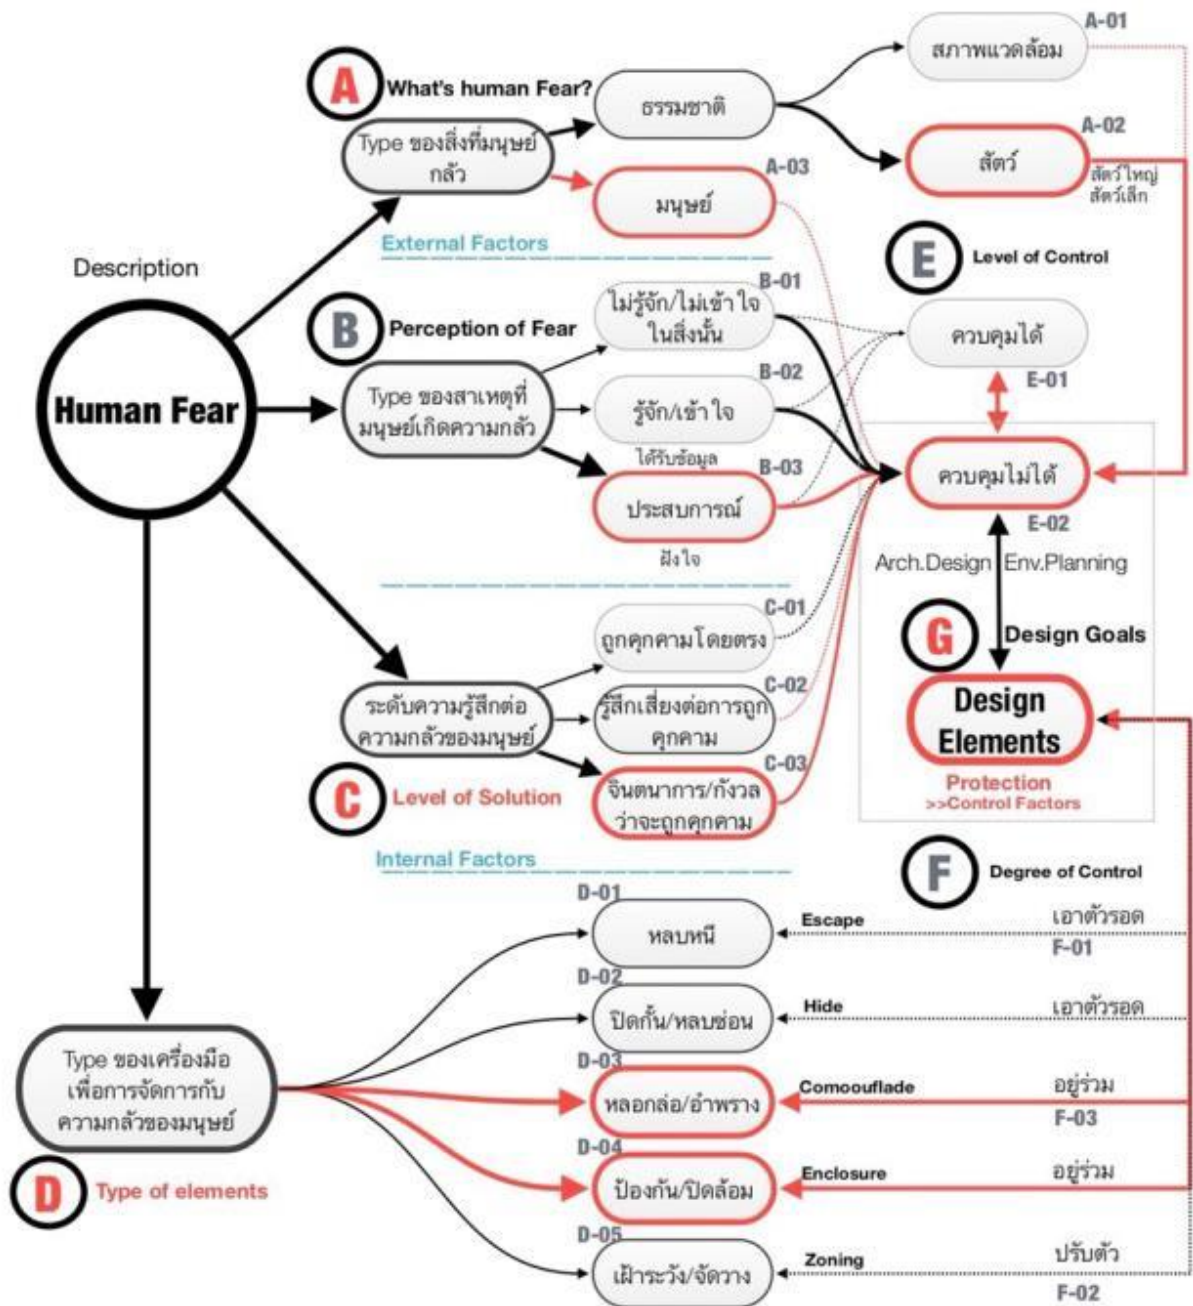 A-01
สภาพแวดล้อม
A
What's human Fear?
ธรรมชาติ
Type ของสิ่งที่มนุษย์
กลัว
A-02
สัตว์
สัตว์ใหญ่
สัตว์เล็ก
A-03
มนุษย์
External Factors
Description
Human Fear
E
Level of Control
B
Perception of Fear
B-01
ไม่รู้จัก/ไม่เข้าใจ
ในสิ่งนั้น
ควบคุมได้
E-01
Type ของสาเหตุที่
มนุษย์เกิดความกลัว
B-02
รู้จัก/เข้าใจ
ได้รับข้อมูล
B-03
ประสบการณ์
ฝังใจ
ควบคุมไม่ได้
E-02
Arch.Design
Env.Planning
C-01
ถูกคุกคามโดยตรง
G
Design Goals
ระดับความรู้สึกต่อ
ความกลัวของมนุษย์
C-02
รู้สึกเสี่ยงต่อการถูก
คุกคาม
Design
Elements
Protection
>>Control Factors
C
Level of Solution
C-03
จินตนาการ/กังวล
ว่าจะถูกคุกคาม
Internal Factors
F
Degree of Control
D-01
หลบหนี
Escape
เอาตัวรอด
F-01
D-02
ปิดกั้น/หลบซ่อน
Hide
เอาตัวรอด
Type ของเครื่องมือ
เพื่อการจัดการกับ
ความกลัวของมนุษย์
D-03
หลอกล่อ/อำพราง
Comoouflade
อยู่ร่วม
F-03
D
Type of elements
D-04
ป้องกัน/ปิดล้อม
Enclosure
อยู่ร่วม
D-05
เฝ้าระวัง/จัดวาง
Zoning
ปรับตัว
F-02